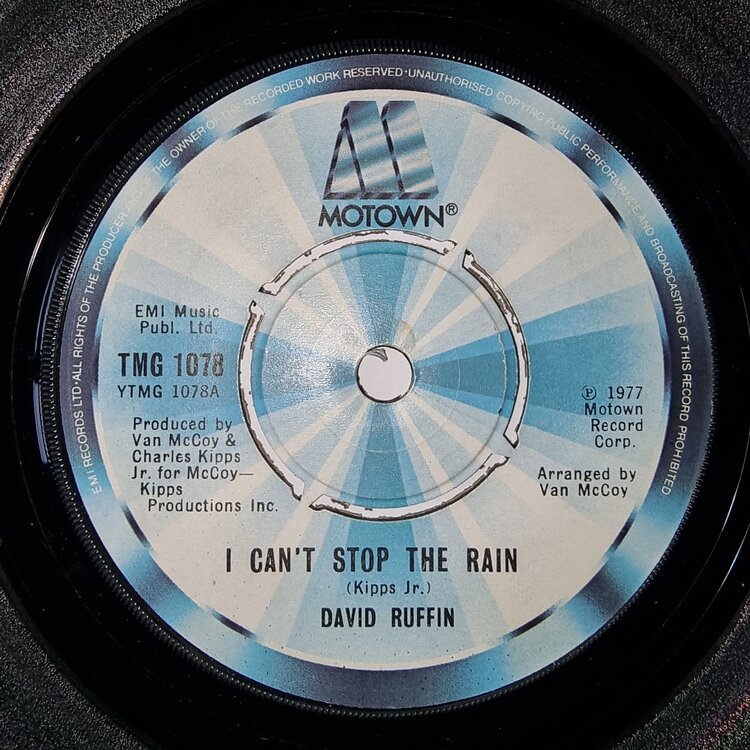 EMI RECORDS LTD·ALL RIGHTS OF THE PRODUCER AND OF THE OWNER OF THE RECORDED WORK RESERVED·UNAUTHORISED COPYING PUBLIC PERFORMANCE AND BROADCASTING OF THIS RECORD PROHIBITED
MOTOWN®
EMI Music
Publ. Ltd.
TMG 1078
YTMG 1078A
Produced by
Van McCoy &
Charles Kipps
Jr. for McCoy—
Kipps
Productions Inc.
℗ 1977
Motown
Record
Corp.
Arranged by
Van McCoy
I CAN'T STOP THE RAIN
(Kipps Jr.)
DAVID RUFFIN